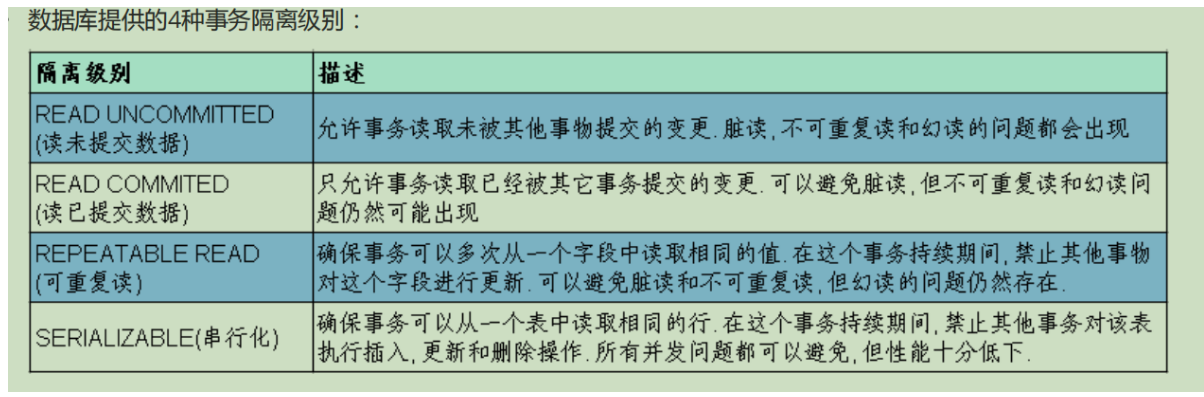 数据库提供的4种事务隔离级别：
隔离级别 描述
READ UNCOMMITTED
(读未提交数据)
允许事务读取未被其他事物提交的变更.脏读,不可重复读和幻读的问题都会出现
READ COMMITED
(读已提交数据)
只允许事务读取已经被其它事务提交的变更.可以避免脏读,但不可重复读和幻读问
题仍然可能出现
REPEATABLE READ
(可重复读)
确保事务可以多次从一个字段中读取相同的值.在这个事务持续期间,禁止其他事物
对这个字段进行更新.可以避免脏读和不可重复读,但幻读的问题仍然存在.
SERIALIZABLE(串行化)
确保事务可以从一个表中读取相同的行.在这个事务持续期间,禁止其他事务对该表
执行插入,更新和删除操作.所有并发问题都可以避免,但性能十分低下.